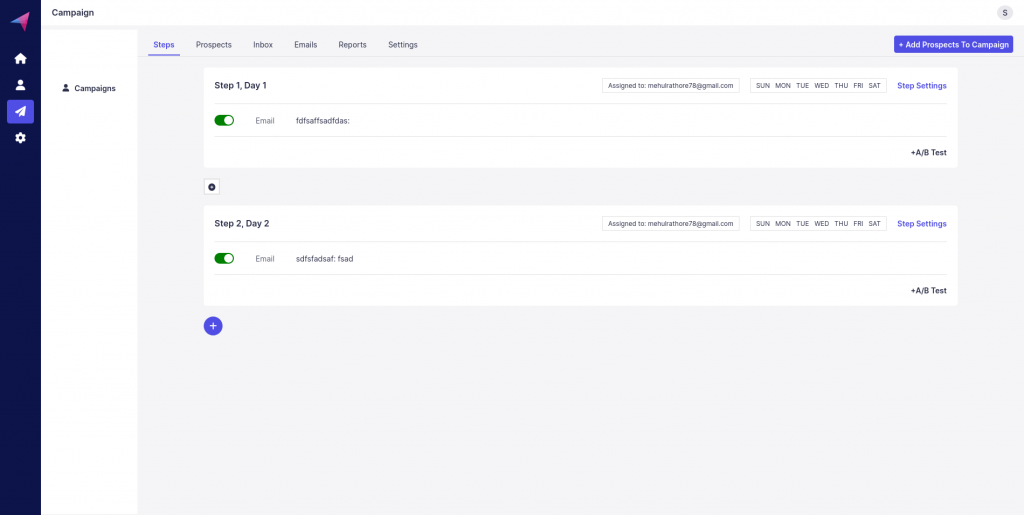 Campaign
S
Steps Prospects Inbox Emails Reports Settings
+ Add Prospects To Campaign
Campaigns
Step 1, Day 1
Assigned to: mehulrathore78@gmail.com
SUN MON TUE WED THU FRI SAT
Step Settings
Email fdfsaffsadfdas:
+A/B Test
Step 2, Day 2
Assigned to: mehulrathore78@gmail.com
SUN MON TUE WED THU FRI SAT
Step Settings
Email sdfsfadsaf: fsad
+A/B Test